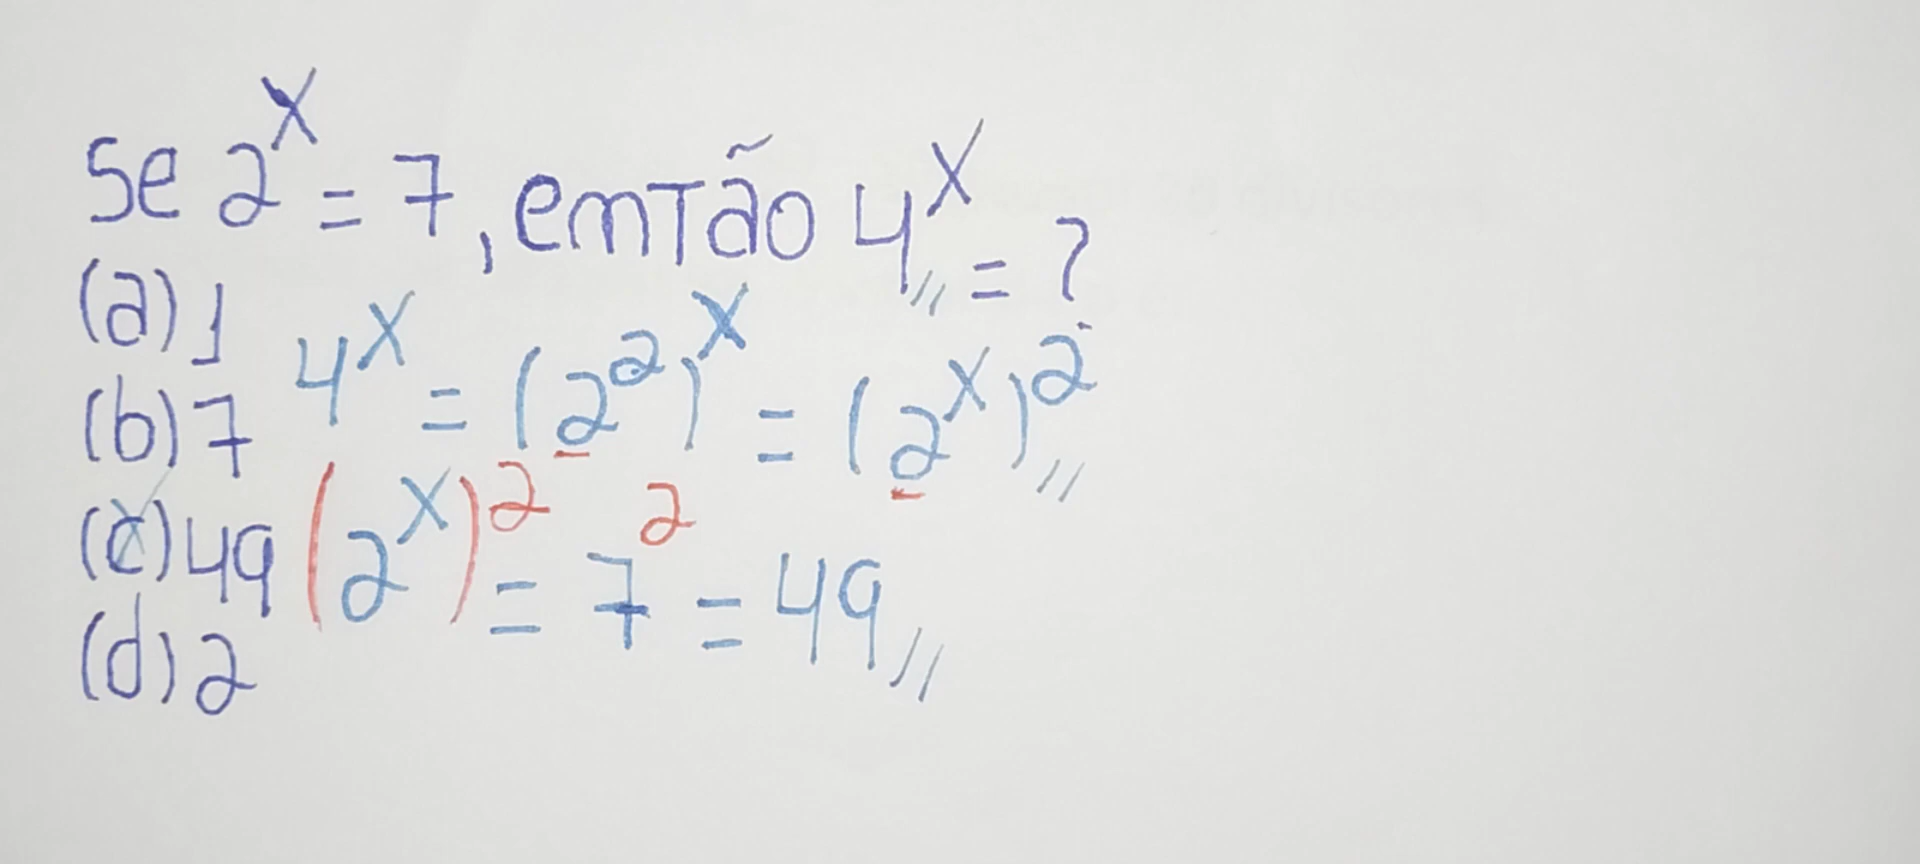 Se 2^x = 7, emTão 4^x = ?
(a) 1
4^x = (2^2)^x = (2^x)^2
(b) 7
(c) 49
(2^x)^2 = 7^2 = 49
(d) 2